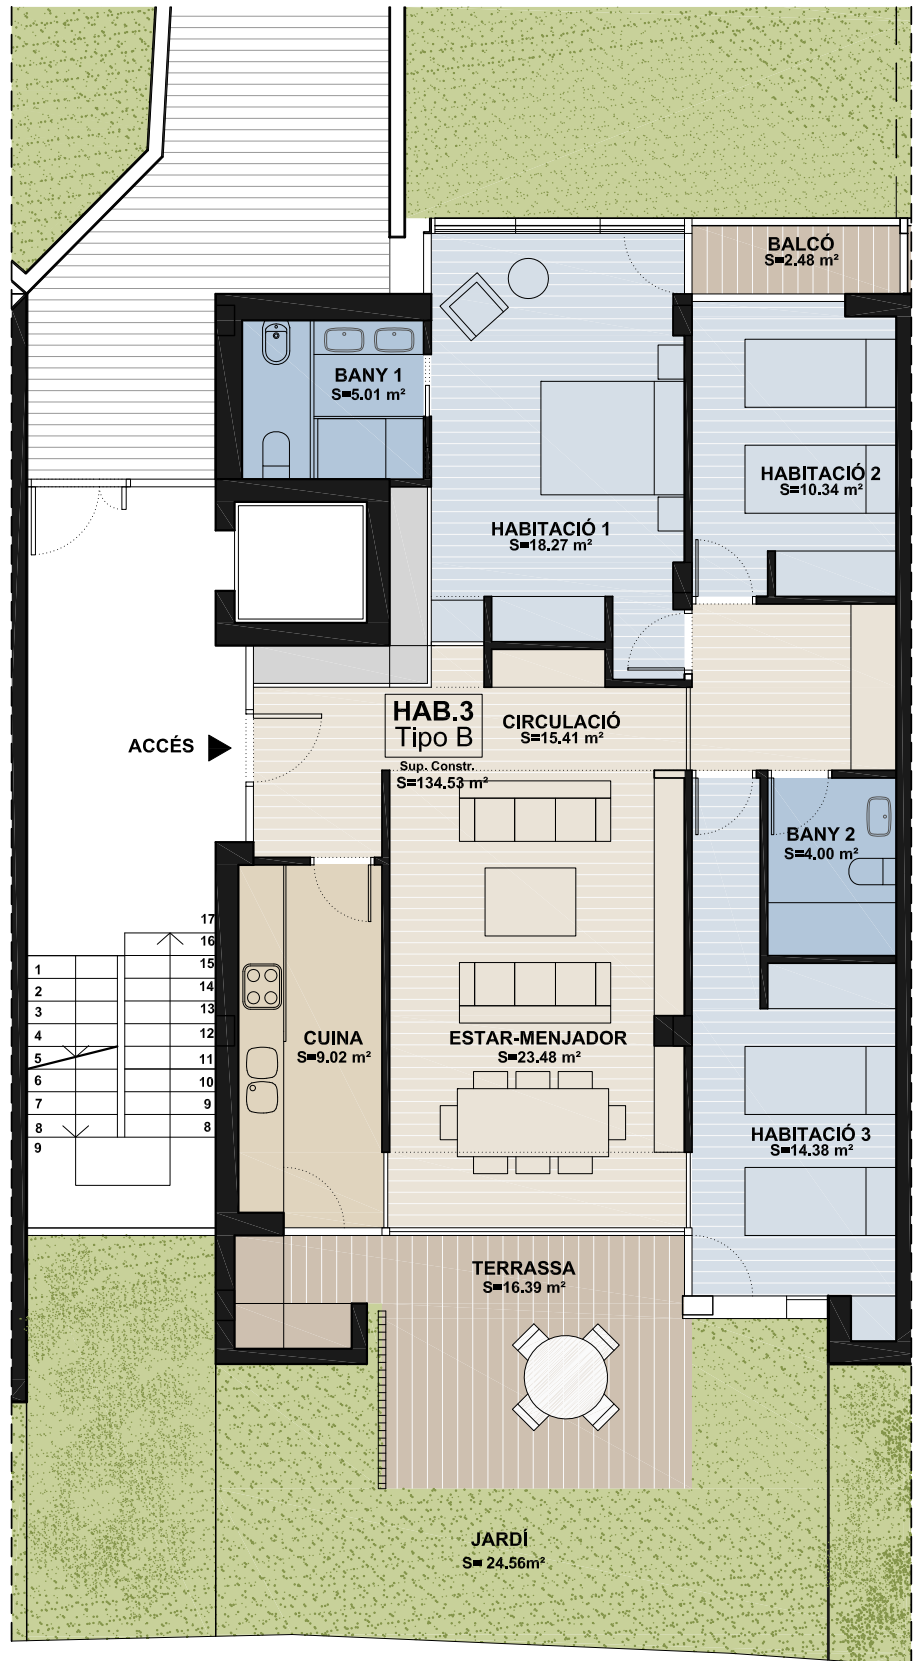 BALCÓ
S=2.48 m²
BANY 1
S=5.01 m²
HABITACIÓ 2
S=10.34 m²
HABITACIÓ 1
S=18.27 m²
HAB.3
Tipo B
Sup. Constr.
S=134.53 m²
CIRCULACIÓ
S=15.41 m²
ACCÉS
BANY 2
S=4.00 m²
17
16
15
14
13
12
11
10
9
8
1
2
3
4
5
6
7
8
9
CUINA
S=9.02 m²
ESTAR-MENJADOR
S=23.48 m²
HABITACIÓ 3
S=14.38 m²
TERRASSA
S=16.39 m²
JARDÍ
S= 24.56m²